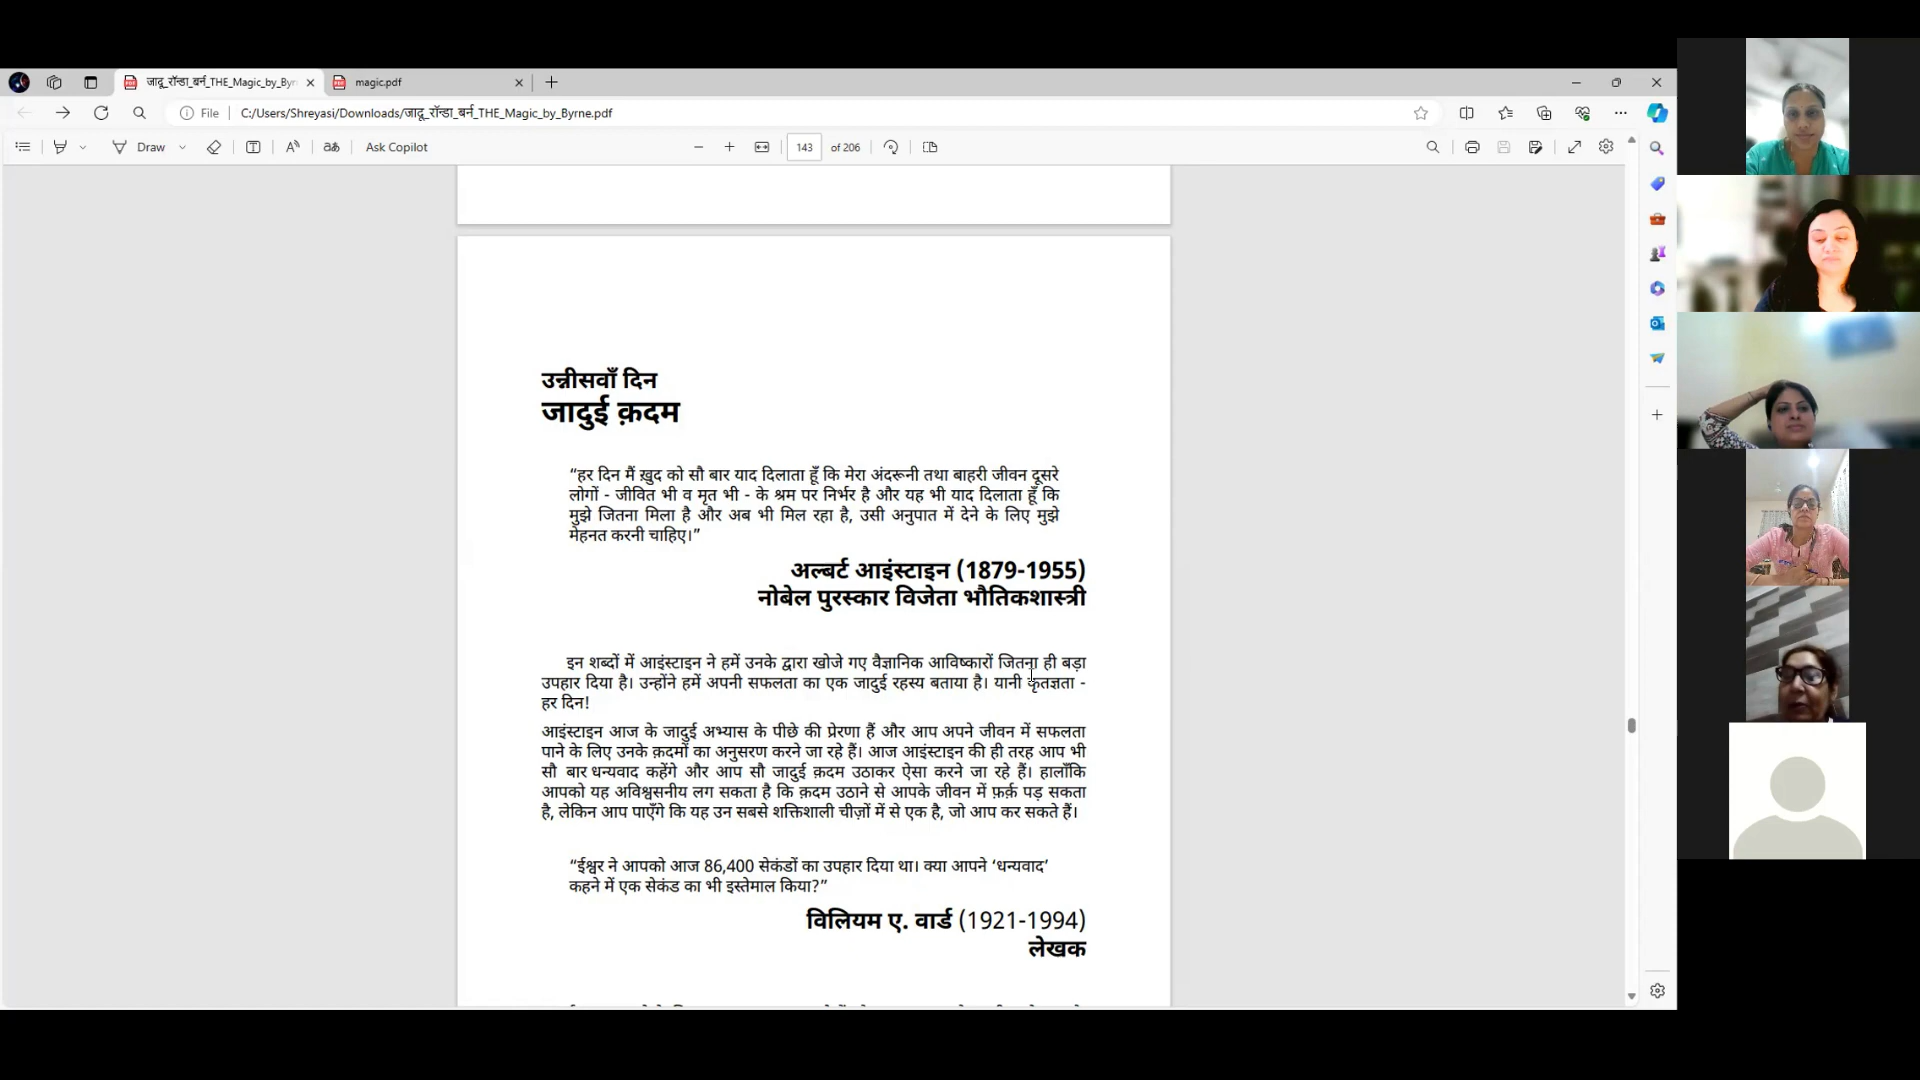 जादू_रॉन्डा_बर्न_THE_Magic_by_Byrn
magic.pdf
File
C:/Users/Shreyasi/Downloads/जादू_रॉन्डा_बर्न_THE_Magic_by_Byrne.pdf
Draw
Ask Copilot
143 of 206
उन्नीसवाँ दिन
जादुई क़दम
“हर दिन मैं ख़ुद को सौ बार याद दिलाता हूँ कि मेरा अंदरूनी तथा बाहरी जीवन दूसरे
लोगों - जीवित भी व मृत भी - के श्रम पर निर्भर है और यह भी याद दिलाता हूँ कि
मुझे जितना मिला है और अब भी मिल रहा है, उसी अनुपात में देने के लिए मुझे
मेहनत करनी चाहिए।”
अल्बर्ट आइंस्टाइन (1879-1955)
नोबेल पुरस्कार विजेता भौतिकशास्त्री
इन शब्दों में आइंस्टाइन ने हमें उनके द्वारा खोजे गए वैज्ञानिक आविष्कारों जितना ही बड़ा
उपहार दिया है। उन्होंने हमें अपनी सफलता का एक जादुई रहस्य बताया है। यानी कृतज्ञता -
हर दिन!
आइंस्टाइन आज के जादुई अभ्यास के पीछे की प्रेरणा हैं और आप अपने जीवन में सफलता
पाने के लिए उनके क़दमों का अनुसरण करने जा रहे हैं। आज आइंस्टाइन की ही तरह आप भी
सौ बार धन्यवाद कहेंगे और आप सौ जादुई क़दम उठाकर ऐसा करने जा रहे हैं। हालाँकि
आपको यह अविश्वसनीय लग सकता है कि क़दम उठाने से आपके जीवन में फ़र्क़ पड़ सकता
है, लेकिन आप पाएँगे कि यह उन सबसे शक्तिशाली चीज़ों में से एक है, जो आप कर सकते हैं।
“ईश्वर ने आपको आज 86,400 सेकंडों का उपहार दिया था। क्या आपने ‘धन्यवाद’
कहने में एक सेकंड का भी इस्तेमाल किया?”
विलियम ए. वार्ड (1921-1994)
लेखक